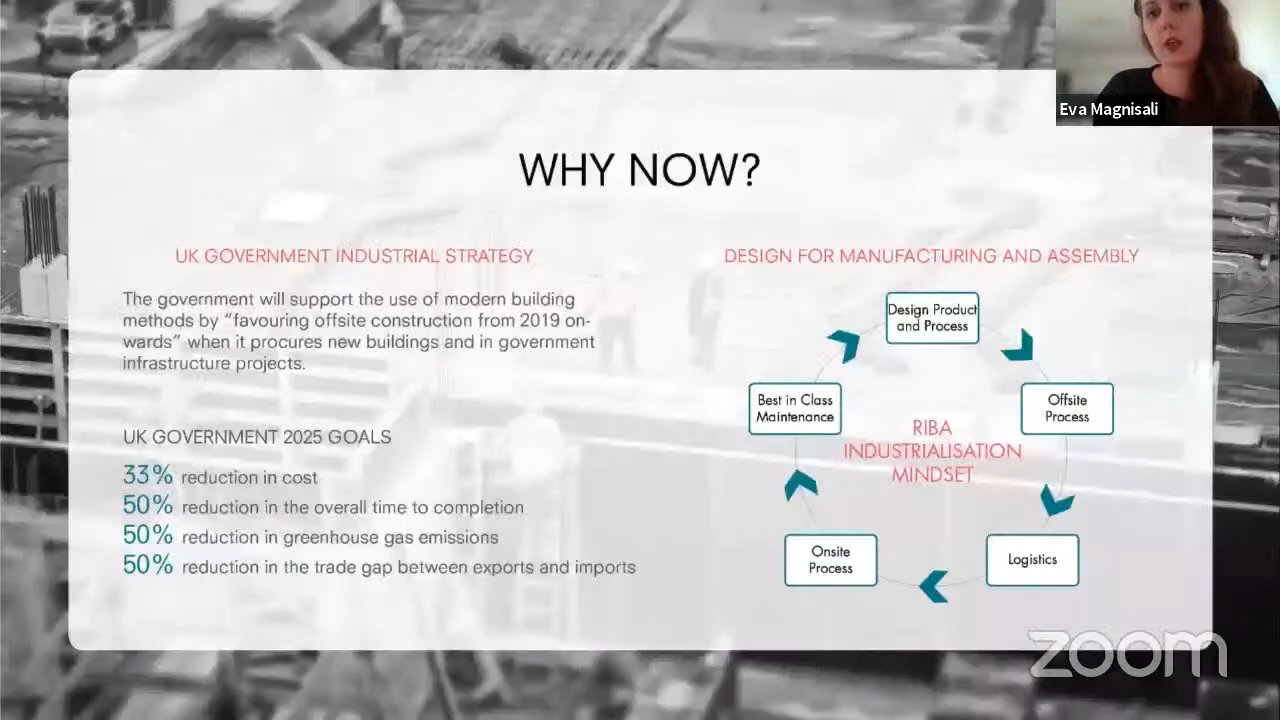 Eva Magnisali
WHY NOW?
UK GOVERNMENT INDUSTRIAL STRATEGY
The government will support the use of modern building
methods by “favouring offsite construction from 2019 on-
wards” when it procures new buildings and in government
infrastructure projects.
UK GOVERNMENT 2025 GOALS
33% reduction in cost
50% reduction in the overall time to completion
50% reduction in greenhouse gas emissions
50% reduction in the trade gap between exports and imports
DESIGN FOR MANUFACTURING AND ASSEMBLY
Design Product
and Process
Offsite
Process
Logistics
Onsite
Process
Best in Class
Maintenance
RIBA
INDUSTRIALISATION
MINDSET
zoom